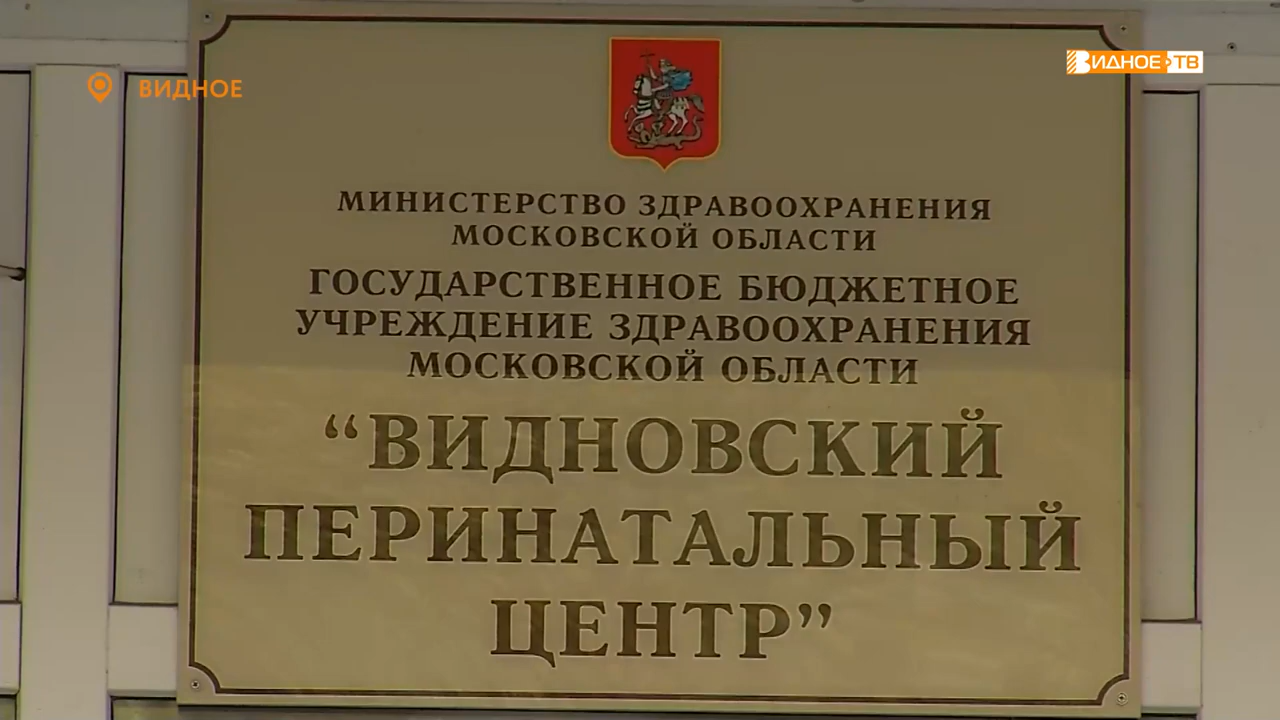 ВИДНОЕ
ВИДНОЕ ТВ
МИНИСТЕРСТВО ЗДРАВООХРАНЕНИЯ
МОСКОВСКОЙ ОБЛАСТИ
ГОСУДАРСТВЕННОЕ БЮДЖЕТНОЕ
УЧРЕЖДЕНИЕ ЗДРАВООХРАНЕНИЯ
МОСКОВСКОЙ ОБЛАСТИ
“ВИДНОВСКИЙ
ПЕРИНАТАЛЬНЫЙ
ЦЕНТР”